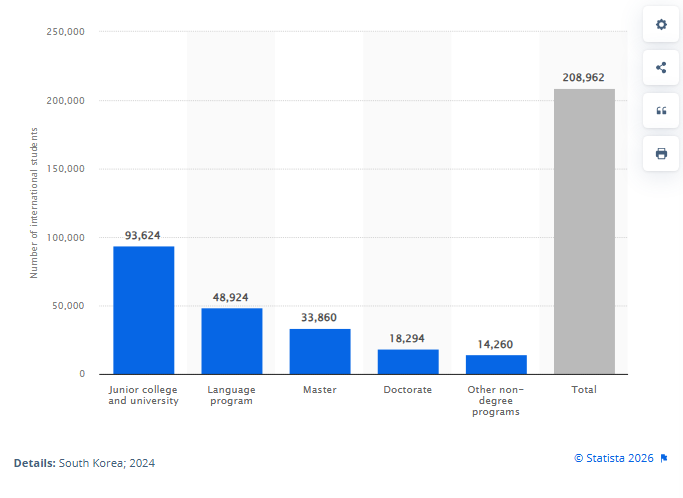 250,000
200,000
150,000
100,000
50,000
0
Number of international students
93,624
48,924
33,860
18,294
14,260
208,962
Junior college
and university
Language
program
Master
Doctorate
Other non-
degree
programs
Total
Details: South Korea; 2024
© Statista 2026